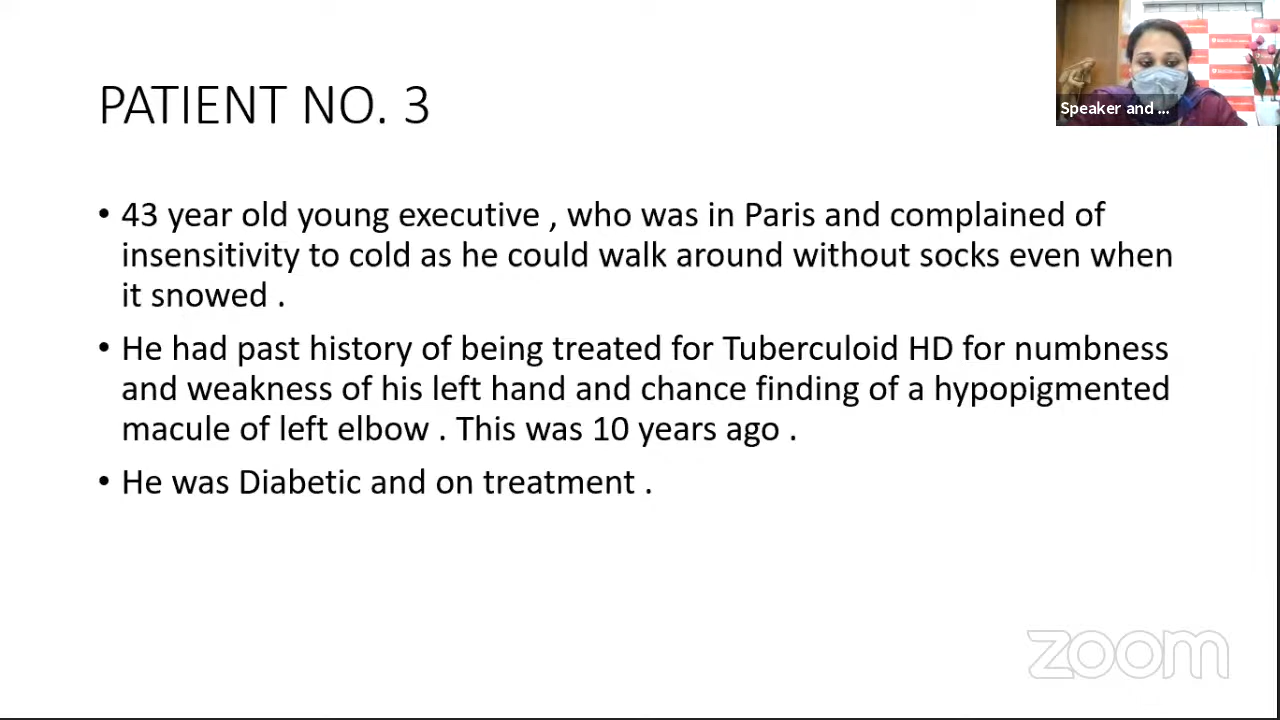 Speaker and ...
PATIENT NO. 3
• 43 year old young executive , who was in Paris and complained of
insensitivity to cold as he could walk around without socks even when
it snowed .
• He had past history of being treated for Tuberculoid HD for numbness
and weakness of his left hand and chance finding of a hypopigmented
macule of left elbow . This was 10 years ago .
• He was Diabetic and on treatment .
zoom